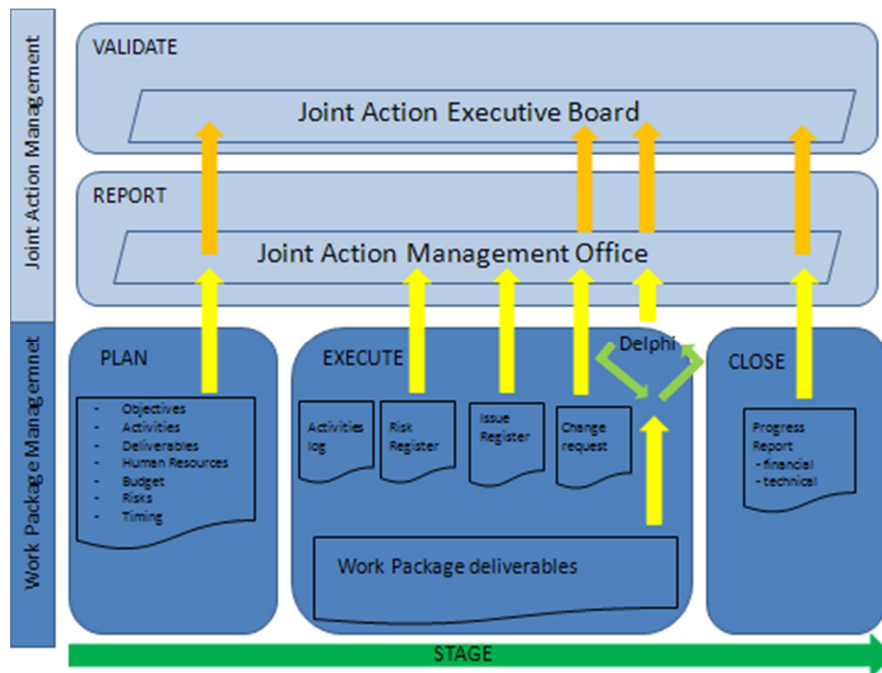 Joint Action Management
VALIDATE
Joint Action Executive Board
REPORT
Joint Action Management Office
Work Package Managemnet
PLAN
- Objectives
- Activities
- Deliverables
- Human Resources
- Budget
- Risks
- Timing
EXECUTE
Delphi
Activities
log
Risk
Register
Issue
Register
Change
request
Work Package deliverables
CLOSE
Progress
Report
- financial
- technical
STAGE